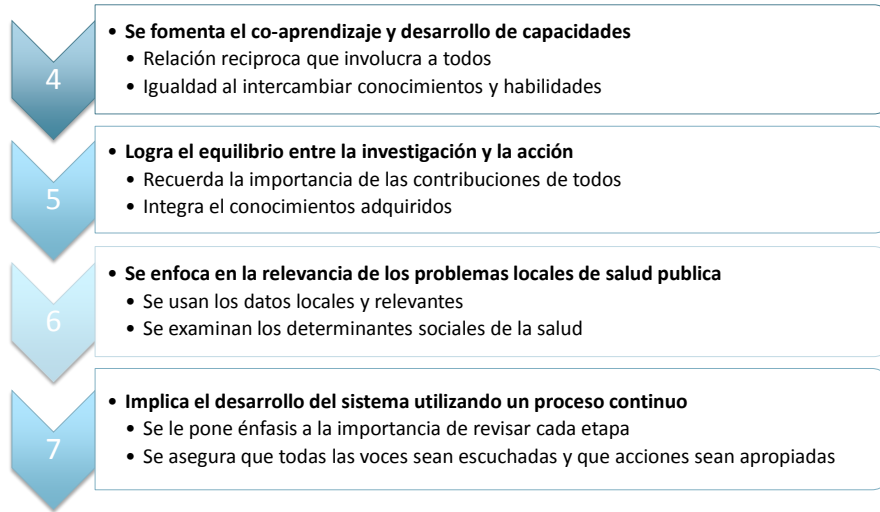 4
• Se fomenta el co-aprendizaje y desarrollo de capacidades
• Relación reciproca que involucra a todos
• Igualdad al intercambiar conocimientos y habilidades
5
• Logra el equilibrio entre la investigación y la acción
• Recuerda la importancia de las contribuciones de todos
• Integra el conocimientos adquiridos
6
• Se enfoca en la relevancia de los problemas locales de salud publica
• Se usan los datos locales y relevantes
• Se examinan los determinantes sociales de la salud
7
• Implica el desarrollo del sistema utilizando un proceso continuo
• Se le pone énfasis a la importancia de revisar cada etapa
• Se asegura que todas las voces sean escuchadas y que acciones sean apropiadas